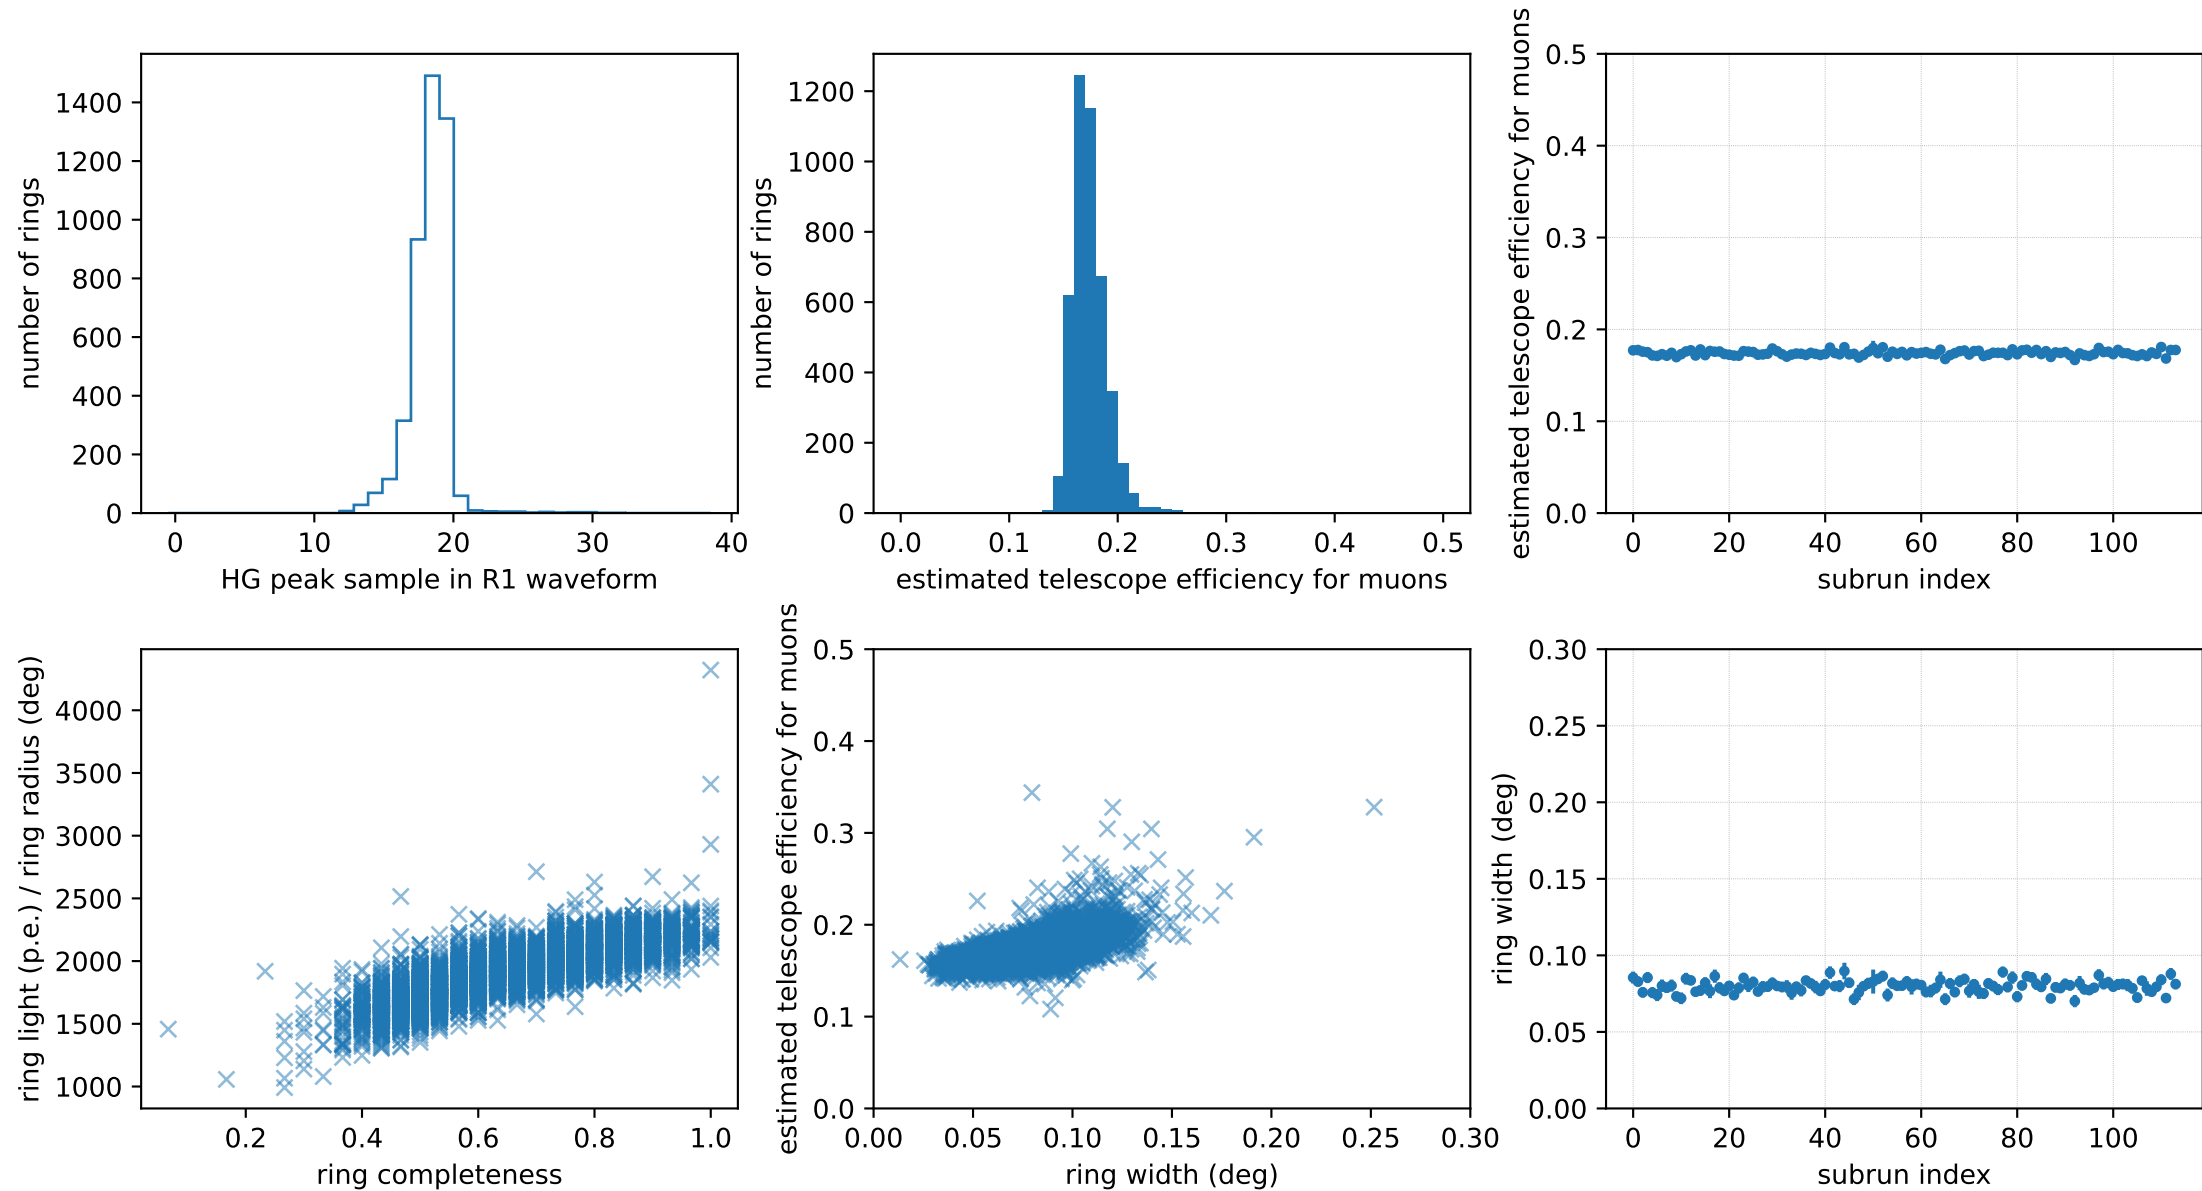 number of rings
1400
1200
1000
800
600
400
200
0
0 10 20 30 40
HG peak sample in R1 waveform
number of rings
1200
1000
800
600
400
200
0
0.0 0.1 0.2 0.3 0.4 0.5
estimated telescope efficiency for muons
estimated telescope efficiency for muons
0.5
0.4
0.3
0.2
0.1
0.0
0 20 40 60 80 100
subrun index
ring light (p.e.) / ring radius (deg)
4000
3500
3000
2500
2000
1500
1000
0.2 0.4 0.6 0.8 1.0
ring completeness
estimated telescope efficiency for muons
0.5
0.4
0.3
0.2
0.1
0.0
0.00 0.05 0.10 0.15 0.20 0.25 0.30
ring width (deg)
ring width (deg)
0.30
0.25
0.20
0.15
0.10
0.05
0.00
0 20 40 60 80 100
subrun index